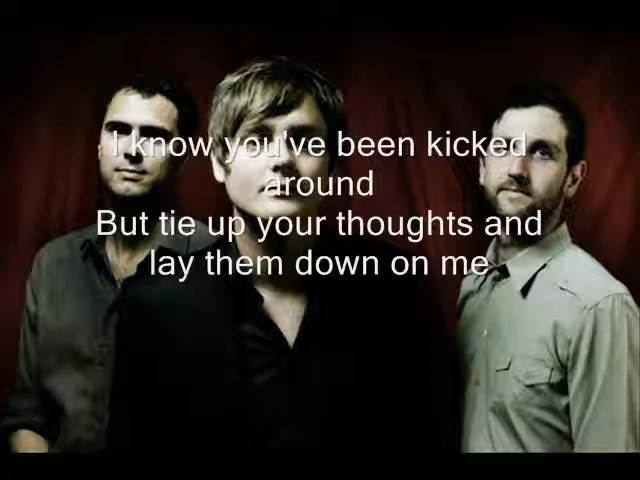 I know you've been kicked
around
But tie up your thoughts and
lay them down on me